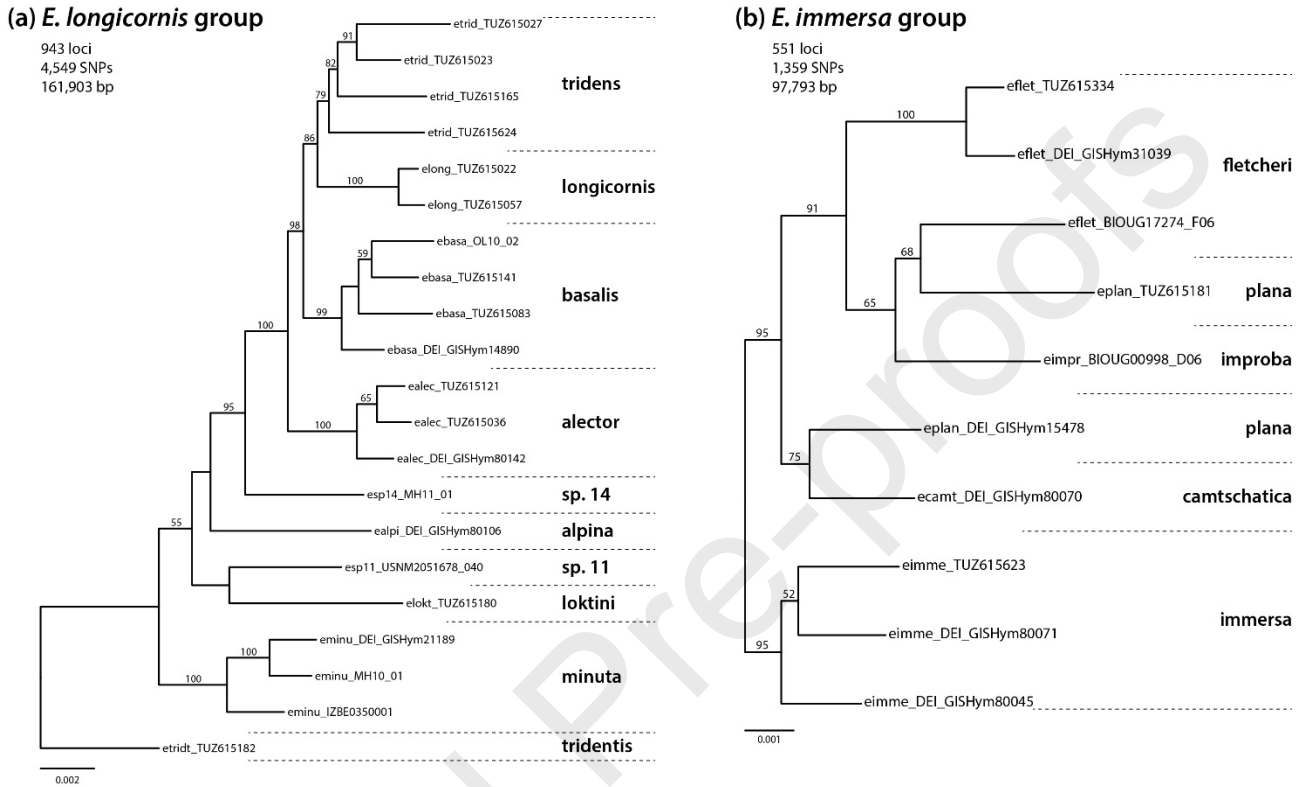 (a) E. longicornis group
943 loci
4,549 SNPs
161,903 bp
etrid_TUZ615027
91
etrid_TUZ615023
82
etrid_TUZ615165
tridens
79
etrid_TUZ615624
86
elong_TUZ615022
100
longicornis
elong_TUZ615057
98
ebasa_OL10_02
59
ebasa_TUZ615141
basalis
99
ebasa_TUZ615083
100
ebasa_DEI_GISHym14890
ealec_TUZ615121
65
ealec_TUZ615036
alector
95
100
ealec_DEI_GISHym80142
esp14_MH11_01
sp. 14
55
ealpi_DEI_GISHym80106
alpina
esp11_USNM2051678_040
sp. 11
elokt_TUZ615180
loktini
eminu_DEI_GISHym21189
100
eminu_MH10_01
minuta
100
eminu_IZBE0350001
etridt_TUZ615182
tridentis
0.002
(b) E. immersa group
551 loci
1,359 SNPs
97,793 bp
eflet_TUZ615334
100
eflet_DEI_GISHym31039
fletcheri
91
eflet_BIOUG17274_F06
68
eplan_TUZ615181
plana
65
95
eimpr_BIOUG00998_D06
improba
eplan_DEI_GISHym15478
plana
75
ecamt_DEI_GISHym80070
camtschatica
eimme_TUZ615623
52
immersa
eimme_DEI_GISHym80071
95
eimme_DEI_GISHym80045
0.001
Pre-proofs